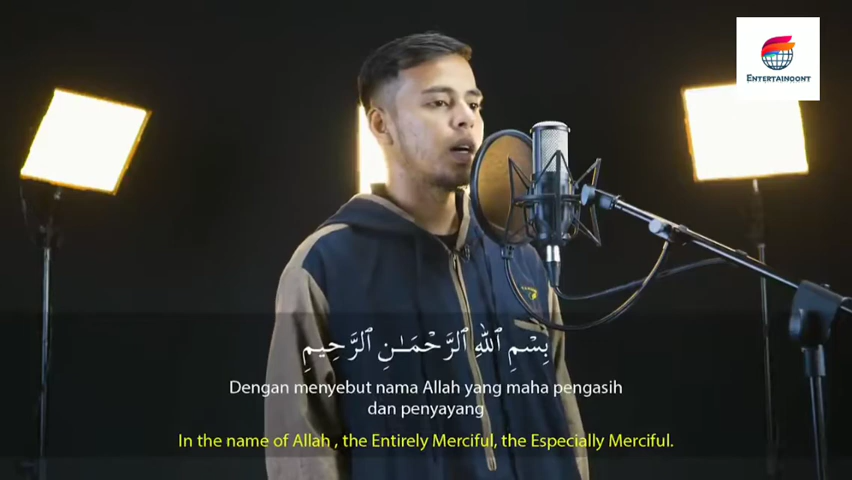 ENTERTAINOONT
بِسْمِ ٱللَّهِ ٱلرَّحْمَـٰنِ ٱلرَّحِيمِ
Dengan menyebut nama Allah yang maha pengasih
dan penyayang
In the name of Allah , the Entirely Merciful, the Especially Merciful.